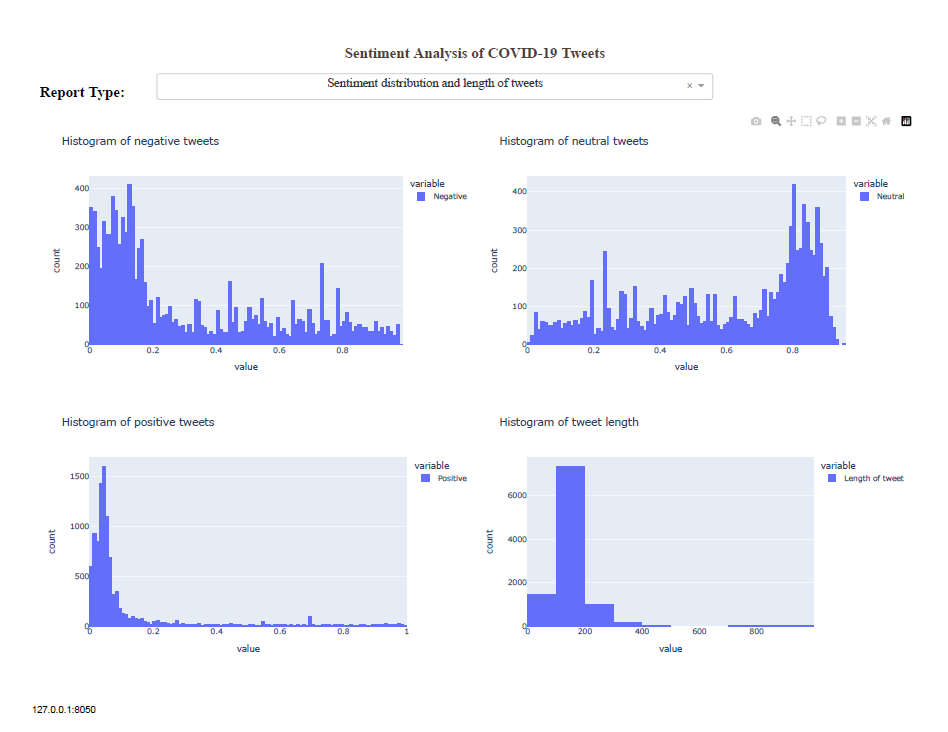 Sentiment Analysis of COVID-19 Tweets
Report Type:
Sentiment distribution and length of tweets
Histogram of negative tweets
variable
Negative
count
400
300
200
100
0
0 0.2 0.4 0.6 0.8
value
Histogram of neutral tweets
variable
Neutral
count
400
300
200
100
0
0 0.2 0.4 0.6 0.8
value
Histogram of positive tweets
variable
Positive
count
1500
1000
500
0
0 0.2 0.4 0.6 0.8 1
value
Histogram of tweet length
variable
Length of tweet
count
6000
4000
2000
0
0 200 400 600 800
value
127.0.0.1:8050